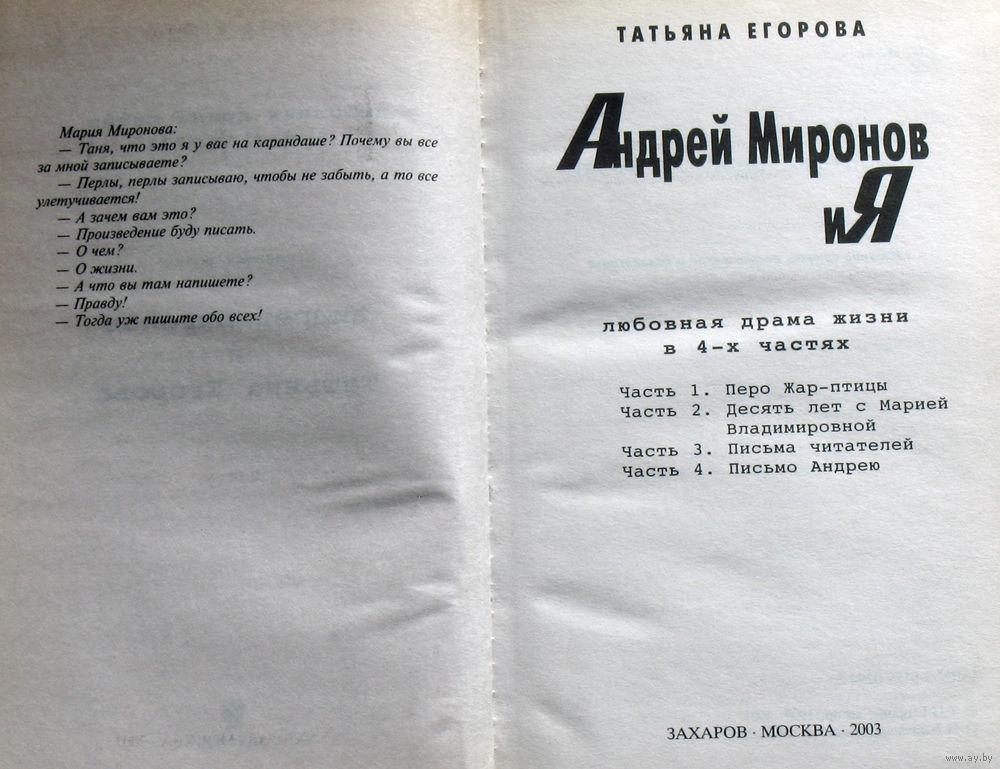 Мария Миронова:
— Таня, что это я у вас на карандаше? Почему вы все
за мной записываете?
— Перлы, перлы записываю, чтобы не забыть, а то все
улетучивается!
— А зачем вам это?
— Произведение буду писать.
— О чем?
— О жизни.
— А что вы там напишете?
— Правду!
— Тогда уж пишите обо всех!
ТАТЬЯНА ЕГОРОВА
Андрей Миронов
и Я
любовная драма жизни
в 4-х частях
Часть 1. Перо Жар-птицы
Часть 2. Десять лет с Марией
Владимировной
Часть 3. Письма читателей
Часть 4. Письмо Андрею
ЗАХАРОВ · МОСКВА · 2003
www.ay.by